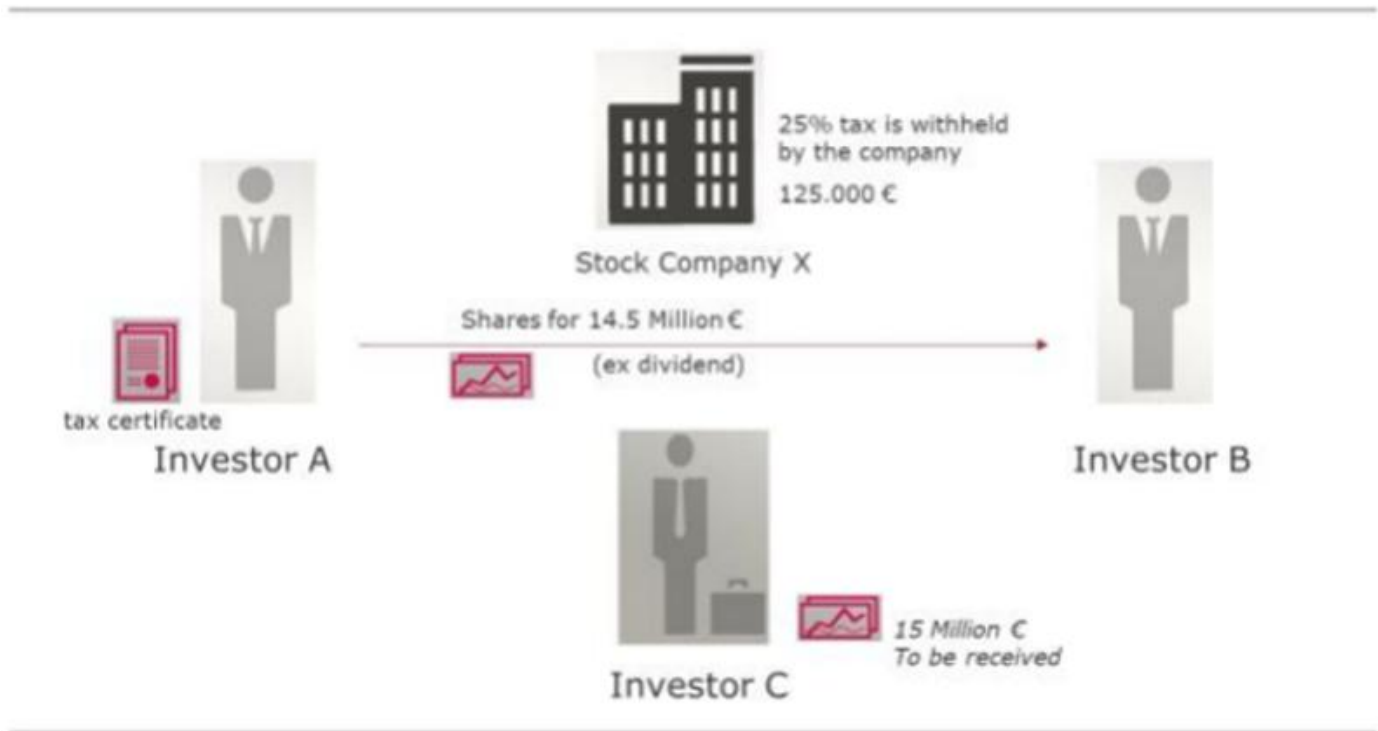 25% tax is withheld
by the company
125.000 €
Stock Company X
Shares for 14.5 Million €
(ex dividend)
tax certificate
Investor A
Investor B
15 Million €
To be received
Investor C